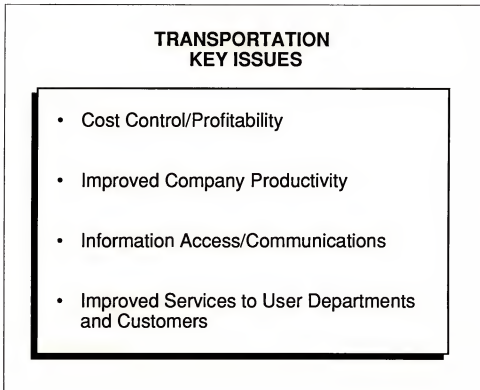 TRANSPORTATION
KEY ISSUES
• Cost Control/Profitability
• Improved Company Productivity
• Information Access/Communications
• Improved Services to User Departments
and Customers